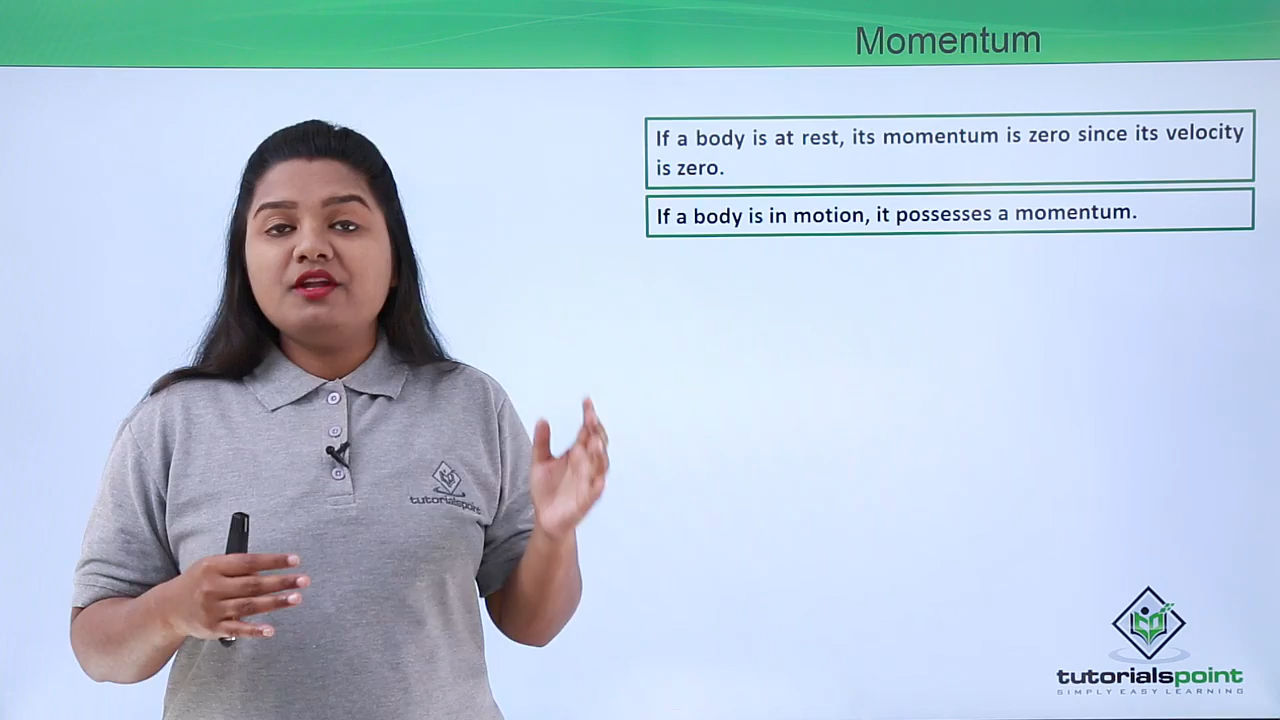 Momentum
If a body is at rest, its momentum is zero since its velocity
is zero.
If a body is in motion, it possesses a momentum.
tutorialspoint
tutorialspoint
SIMPLY EASY LEARNING